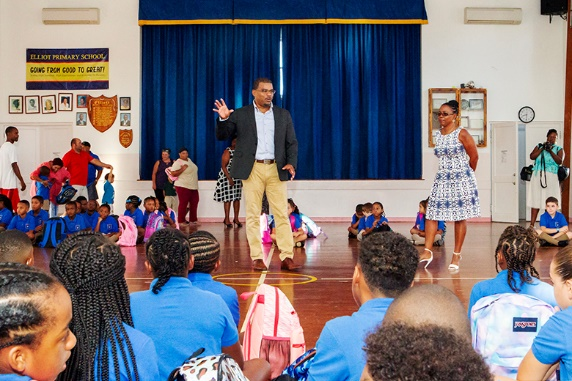 ELLIOT PRIMARY SCHOOL
GOING FROM GOOD TO GREAT!
JANSPORT